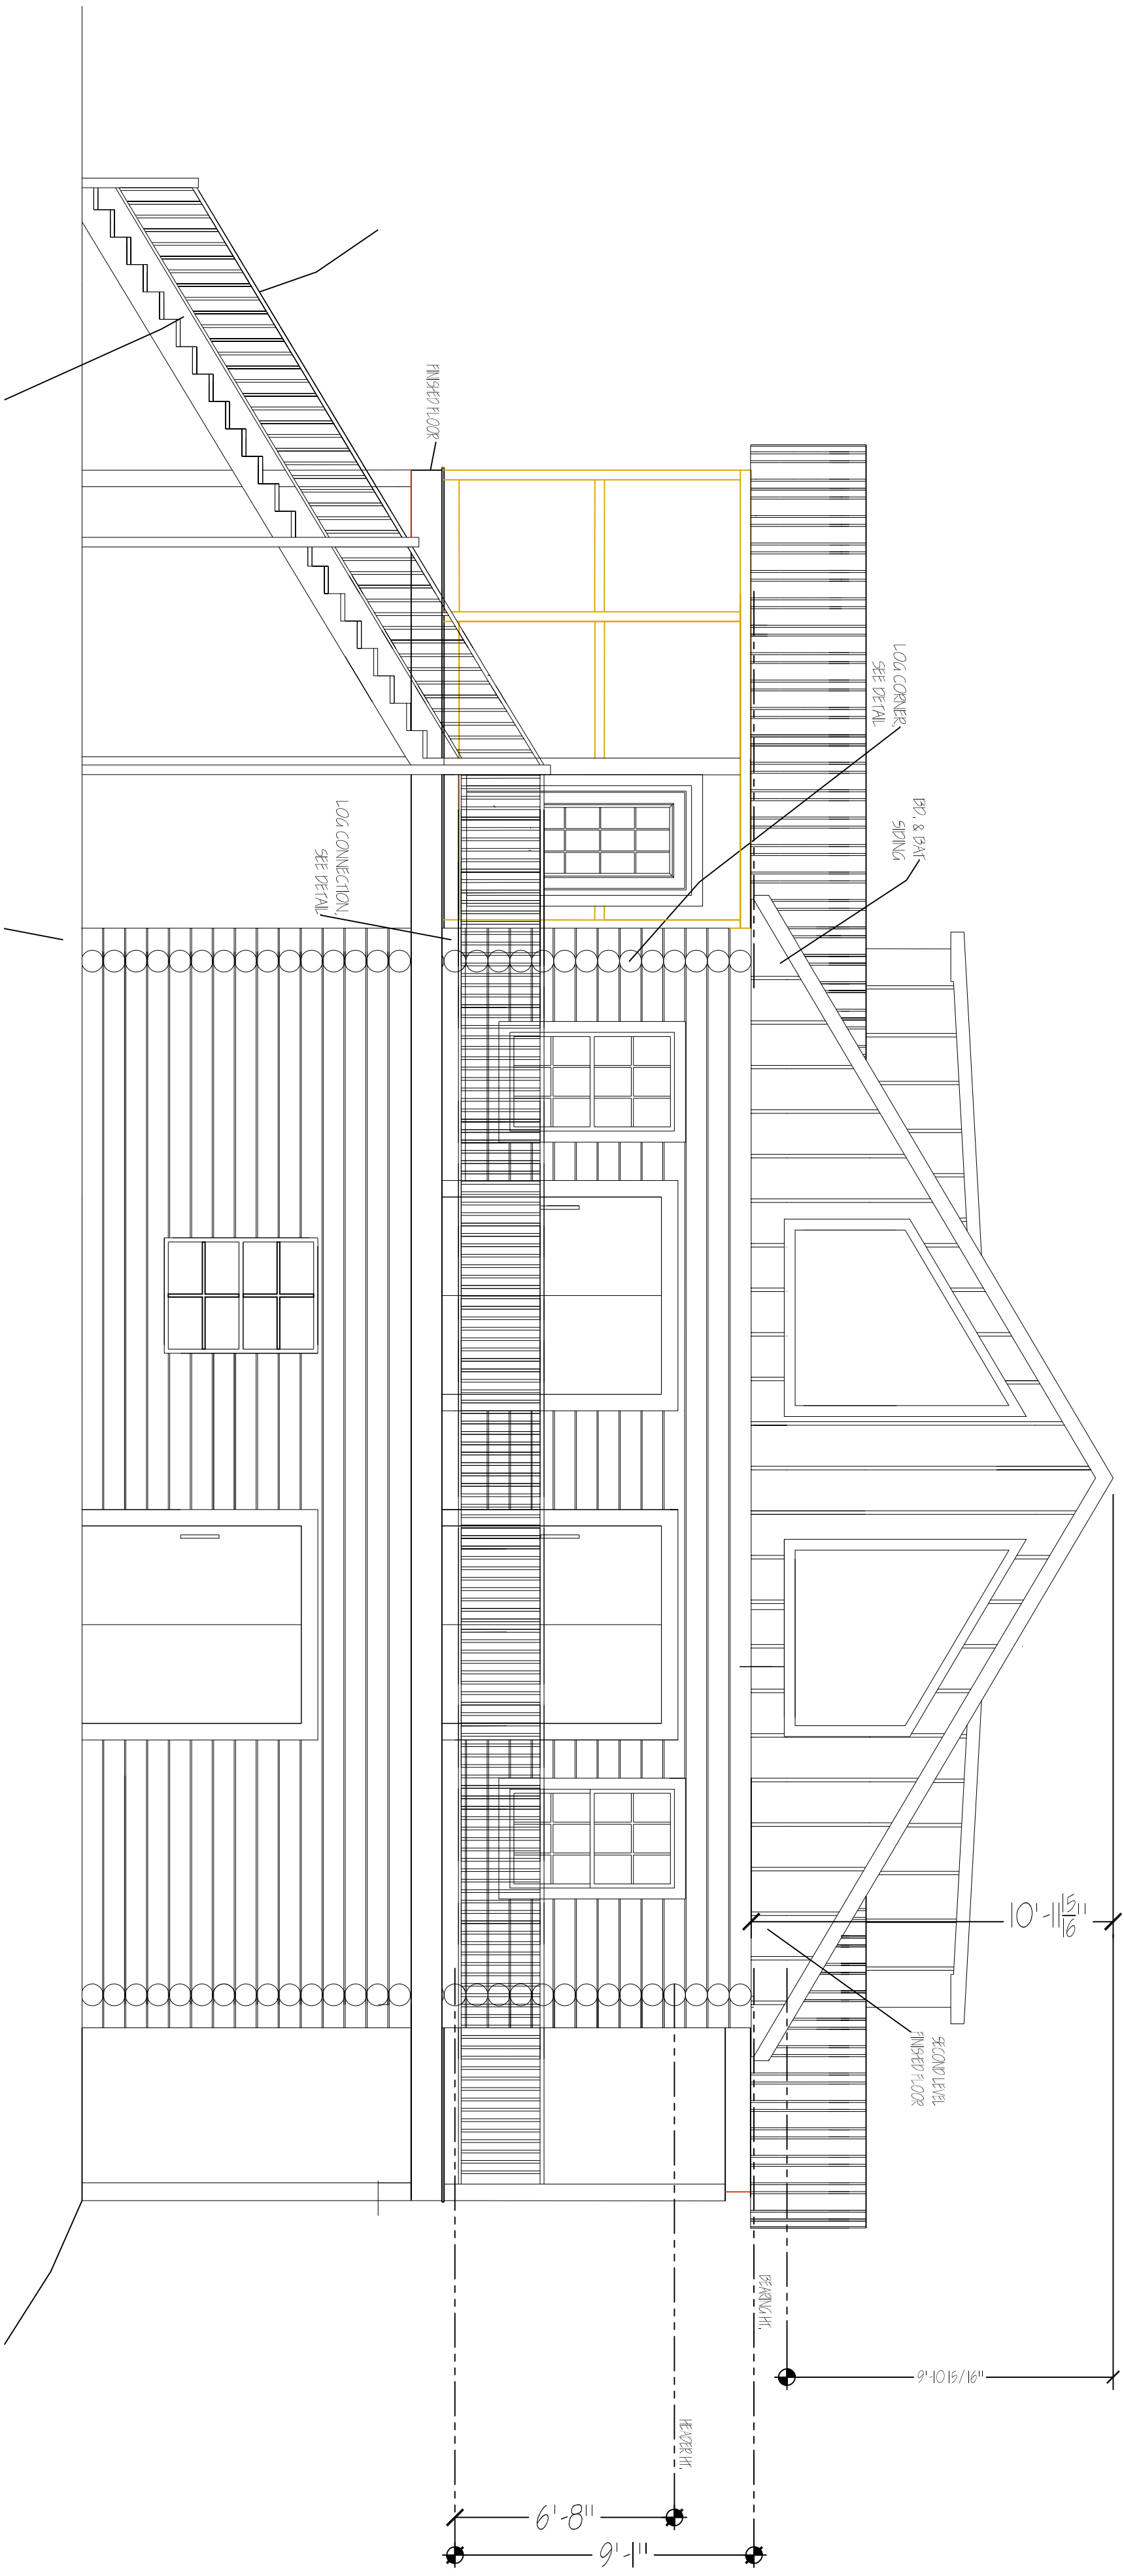 FINISHED FLOOR
LOG CORNER,
SEE DETAIL
BD. & BAT
SIDING
LOG CONNECTION,
SEE DETAIL
10'-11 15/16"
SECOND LEVEL
FINISHED FLOOR
BEARING HT.
9'-10 15/16"
HEADER HT.
6'-8"
9'-1"